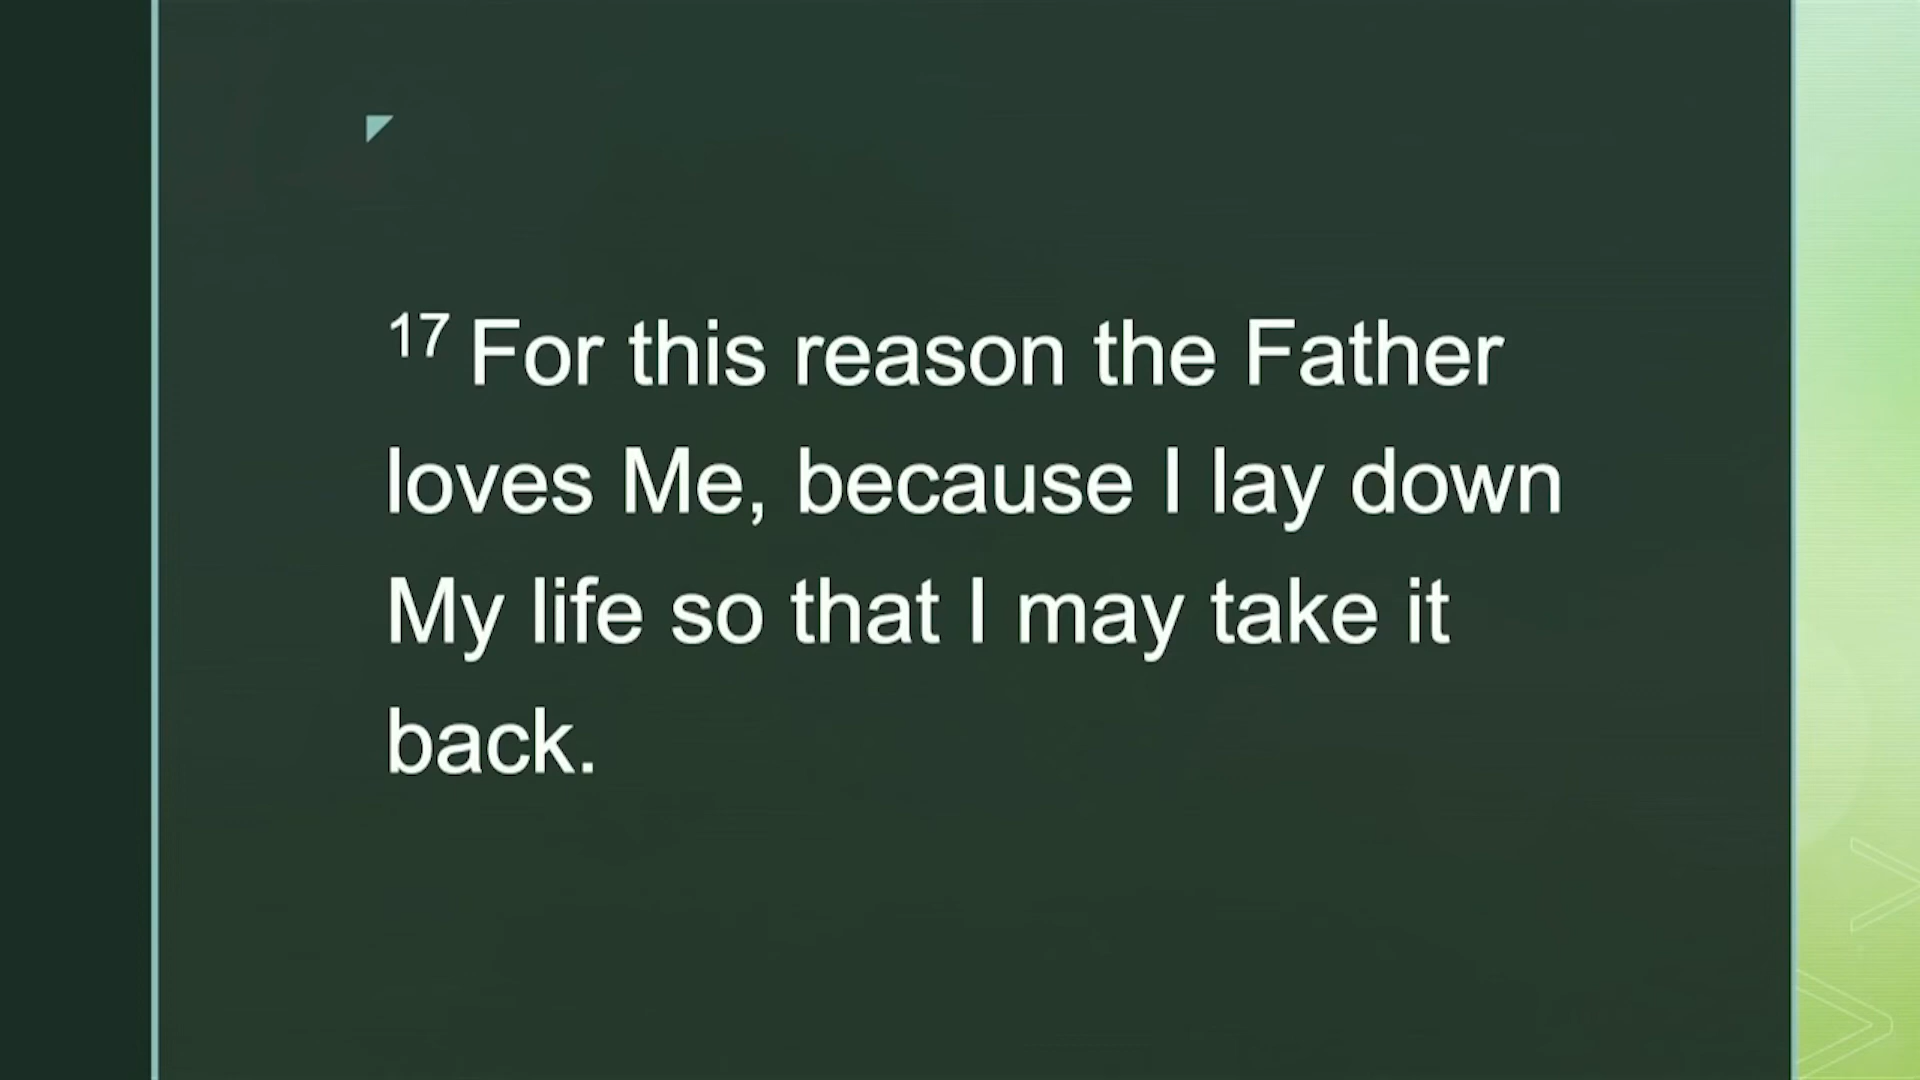 17 For this reason the Father
loves Me, because I lay down
My life so that I may take it
back.